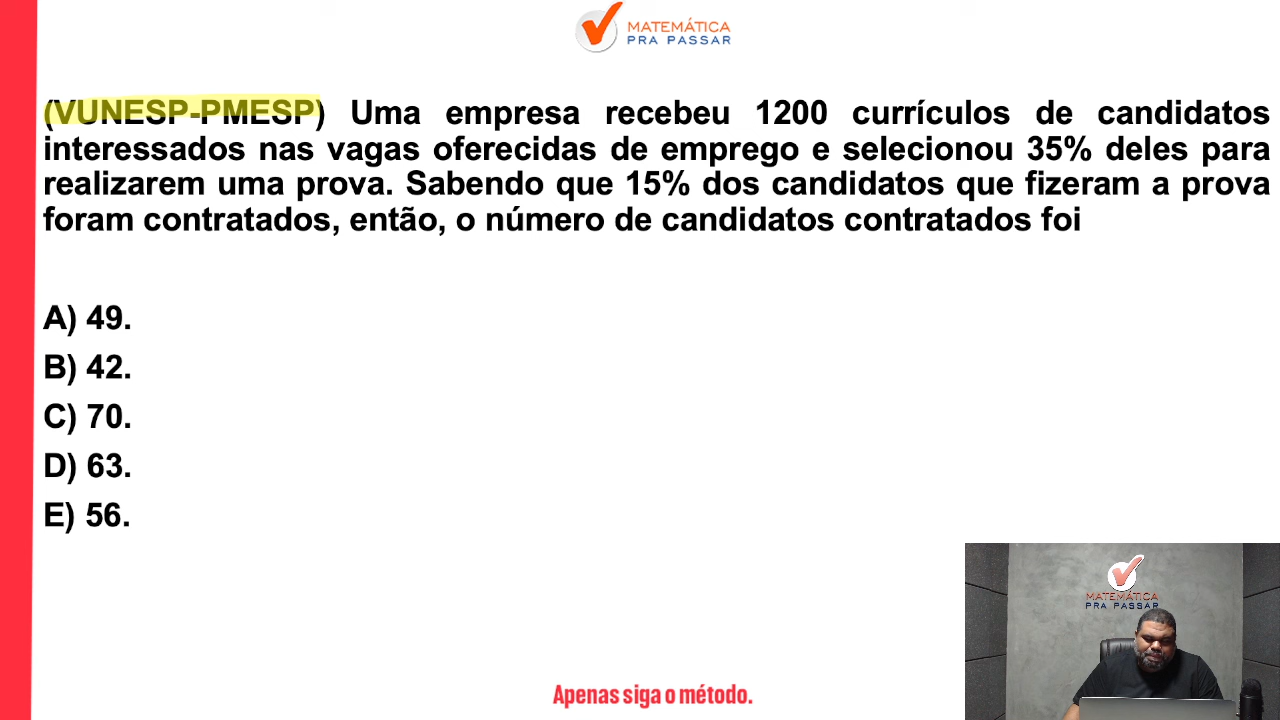 MATEMÁTICA
PRA PASSAR
(VUNESP-PMESP) Uma empresa recebeu 1200 currículos de candidatos
interessados nas vagas oferecidas de emprego e selecionou 35% deles para
realizarem uma prova. Sabendo que 15% dos candidatos que fizeram a prova
foram contratados, então, o número de candidatos contratados foi
A) 49.
B) 42.
C) 70.
D) 63.
E) 56.
MATEMÁTICA
PRA PASSAR
Apenas siga o método.